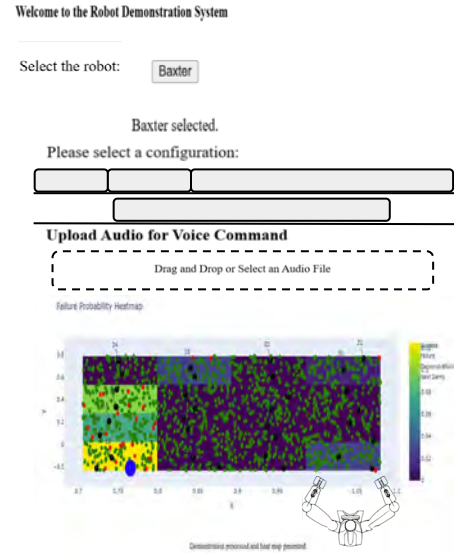 Welcome to the Robot Demonstration System
Select the robot:
Baxter
Baxter selected.
Please select a configuration:
Upload Audio for Voice Command
Drag and Drop or Select an Audio File
Failure Probability Heatmap
Demonstration processed and heat map generated